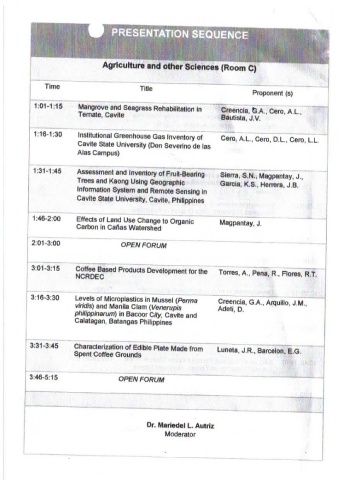 PRESENTATION SEQUENCE
Agriculture and other Sciences (Room C)
Time Title Proponent (s)
1:01-1:15 Mangrove and Seagrass Rehabilitation in Creencia, G.A., Cero, A.L.,
Ternate, Cavite Bautista, J.V.
1:16-1:30 Institutional Greenhouse Gas Inventory of Cero, A.L., Cero, D.L., Cero, L.L.
Cavite State University (Don Severino de las
Alas Campus)
1:31-1:45 Assessment and Inventory of Fruit-Bearing Sierra, S.N., Magpantay, J.,
Trees and Kaong Using Geographic Garcia, K.S., Herrera, J.B.
Information System and Remote Sensing in
Cavite State University, Cavite, Philippines
1:46-2:00 Effects of Land Use Change to Organic Magpantay, J.
Carbon in Cañas Watershed
2:01-3:00 OPEN FORUM
3:01-3:15 Coffee Based Products Development for the Torres, A., Pena, R., Flores, R.T.
NCRDEC
3:16-3:30 Levels of Microplastics in Mussel (Perma Creencia, G.A., Arquillo, J.M.,
viridis) and Manila Clam (Venerupis Adeti, D.
philippinarum) in Bacoor City, Cavite and
Calatagan, Batangas Philippines
3:31-3:45 Characterization of Edible Plate Made from Luneta, J.R., Barcelon, E.G.
Spent Coffee Grounds
3:46-5:15 OPEN FORUM
Dr. Mariedel L. Autriz
Moderator